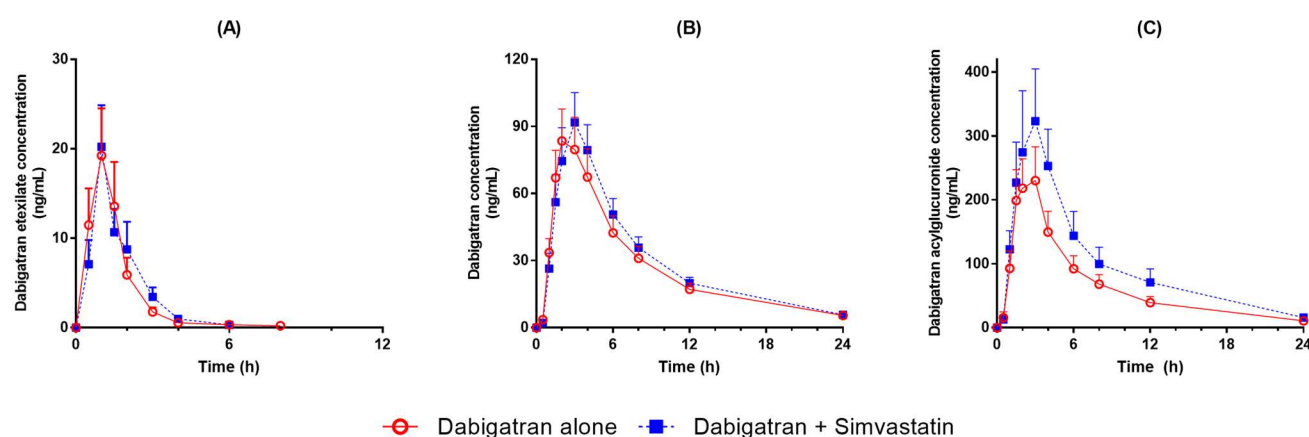 (A)
Dabigatran etexilate concentration
(ng/mL)
30
20
10
0
0
6
12
Time (h)
(B)
Dabigatran concentration
(ng/mL)
120
90
60
30
0
0
6
12
18
24
Time (h)
(C)
Dabigatran acylglucuronide concentration
(ng/mL)
400
300
200
100
0
0
6
12
18
24
Time (h)
Dabigatran alone
Dabigatran + Simvastatin